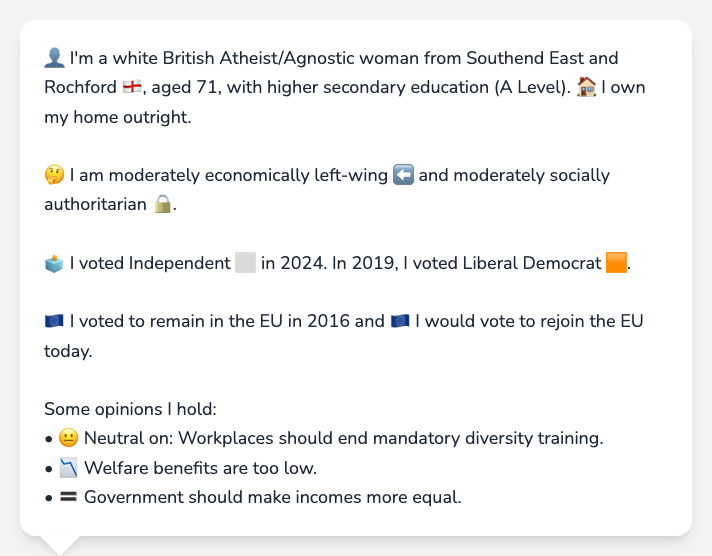 👤 I'm a white British Atheist/Agnostic woman from Southend East and
Rochford 🏴󠁧󠁢󠁥󠁮󠁧󠁿, aged 71, with higher secondary education (A Level). 🏠 I own
my home outright.
🤔 I am moderately economically left-wing ⬅️ and moderately socially
authoritarian 🔒.
🗳️ I voted Independent ⬜ in 2024. In 2019, I voted Liberal Democrat 🟧.
🇪🇺 I voted to remain in the EU in 2016 and 🇪🇺 I would vote to rejoin the EU
today.
Some opinions I hold:
• 😐 Neutral on: Workplaces should end mandatory diversity training.
• 📉 Welfare benefits are too low.
• 🟰 Government should make incomes more equal.